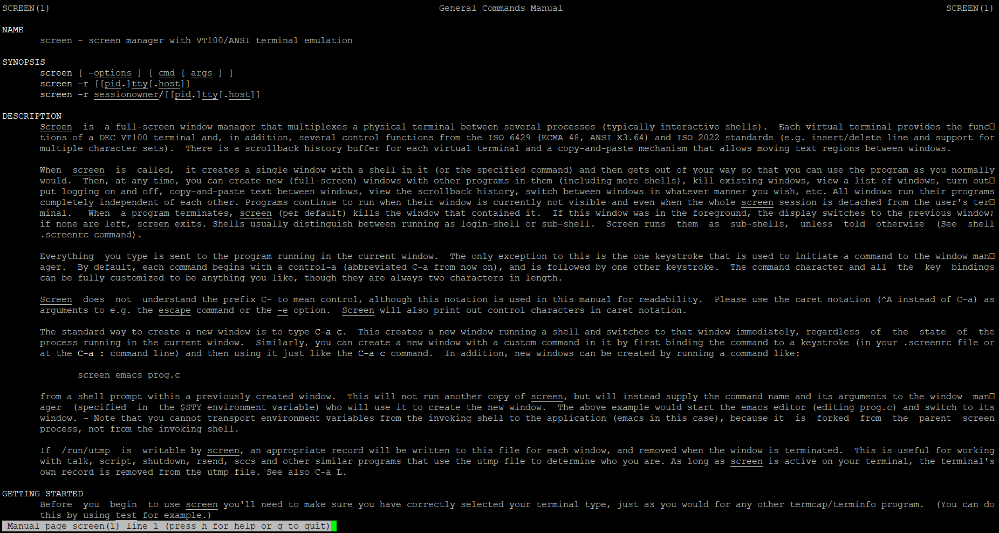 SCREEN(1) General Commands Manual SCREEN(1)
NAME
screen - screen manager with VT100/ANSI terminal emulation
SYNOPSIS
screen [ -options ] [ cmd [ args ] ]
screen -r [[pid.]tty[.host]]
screen -r sessionowner/[[pid.]tty[.host]]
DESCRIPTION
Screen is a full-screen window manager that multiplexes a physical terminal between several processes (typically interactive shells). Each virtual terminal provides the func□
tions of a DEC VT100 terminal and, in addition, several control functions from the ISO 6429 (ECMA 48, ANSI X3.64) and ISO 2022 standards (e.g. insert/delete line and support for
multiple character sets). There is a scrollback history buffer for each virtual terminal and a copy-and-paste mechanism that allows moving text regions between windows.
When screen is called, it creates a single window with a shell in it (or the specified command) and then gets out of your way so that you can use the program as you normally
would. Then, at any time, you can create new (full-screen) windows with other programs in them (including more shells), kill existing windows, view a list of windows, turn out□
put logging on and off, copy-and-paste text between windows, view the scrollback history, switch between windows in whatever manner you wish, etc. All windows run their programs
completely independent of each other. Programs continue to run when their window is currently not visible and even when the whole screen session is detached from the user's ter□
minal. When a program terminates, screen (per default) kills the window that contained it. If this window was in the foreground, the display switches to the previous window;
if none are left, screen exits. Shells usually distinguish between running as login-shell or sub-shell. Screen runs them as sub-shells, unless told otherwise (See shell
.screenrc command).
Everything you type is sent to the program running in the current window. The only exception to this is the one keystroke that is used to initiate a command to the window man□
ager. By default, each command begins with a control-a (abbreviated C-a from now on), and is followed by one other keystroke. The command character and all the key bindings
can be fully customized to be anything you like, though they are always two characters in length.
Screen does not understand the prefix C- to mean control, although this notation is used in this manual for readability. Please use the caret notation (^A instead of C-a) as
arguments to e.g. the escape command or the -e option. Screen will also print out control characters in caret notation.
The standard way to create a new window is to type C-a c. This creates a new window running a shell and switches to that window immediately, regardless of the state of the
process running in the current window. Similarly, you can create a new window with a custom command in it by first binding the command to a keystroke (in your .screenrc file or
at the C-a : command line) and then using it just like the C-a c command. In addition, new windows can be created by running a command like:
screen emacs prog.c
from a shell prompt within a previously created window. This will not run another copy of screen, but will instead supply the command name and its arguments to the window man□
ager (specified in the $STY environment variable) who will use it to create the new window. The above example would start the emacs editor (editing prog.c) and switch to its
window. - Note that you cannot transport environment variables from the invoking shell to the application (emacs in this case), because it is forked from the parent screen
process, not from the invoking shell.
If /run/utmp is writable by screen, an appropriate record will be written to this file for each window, and removed when the window is terminated. This is useful for working
with talk, script, shutdown, rsend, sccs and other similar programs that use the utmp file to determine who you are. As long as screen is active on your terminal, the terminal's
own record is removed from the utmp file. See also C-a L.
GETTING STARTED
Before you begin to use screen you'll need to make sure you have correctly selected your terminal type, just as you would for any other termcap/terminfo program. (You can do
this by using test for example.)
Manual page screen(1) line 1 (press h for help or q to quit)